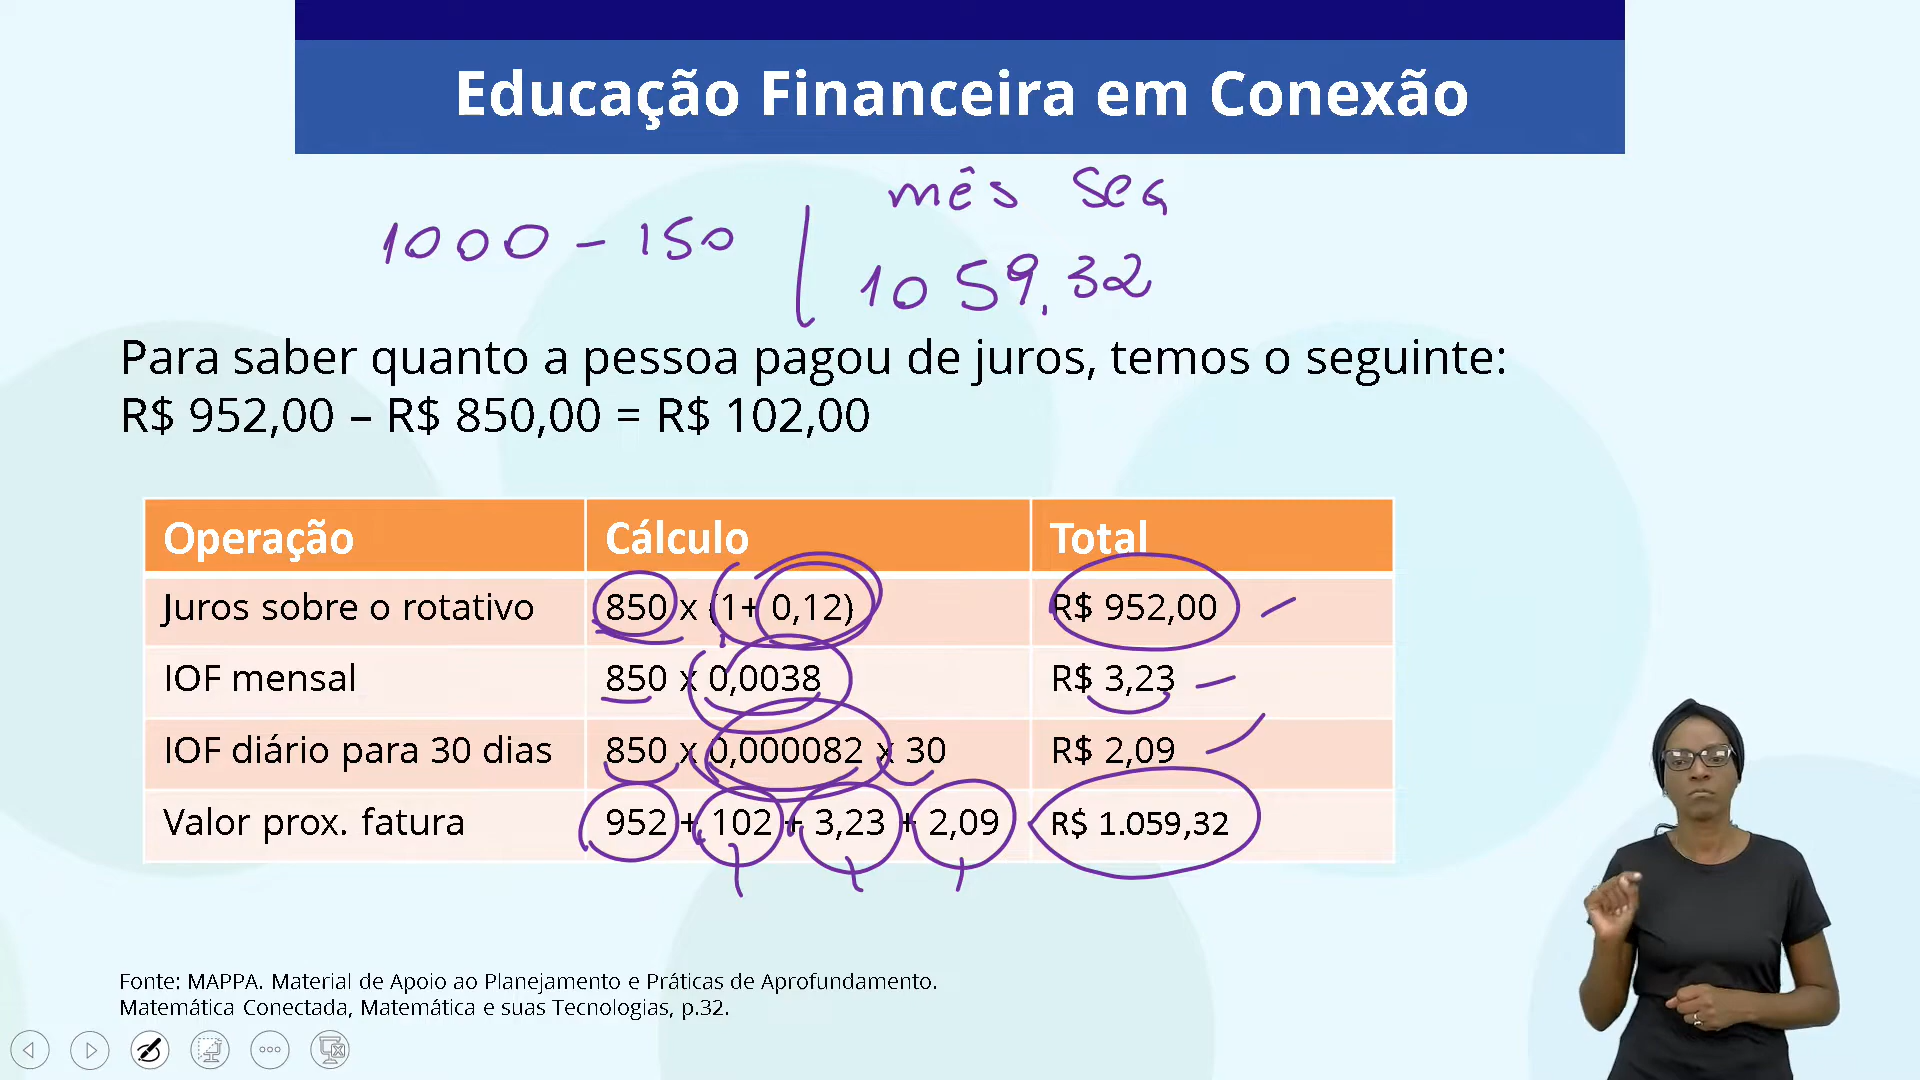 Educação Financeira em Conexão
mês seg
1000 - 150
1059,32
Para saber quanto a pessoa pagou de juros, temos o seguinte:
R$ 952,00 – R$ 850,00 = R$ 102,00
Operação Cálculo Total
Juros sobre o rotativo 850 x (1+ 0,12) R$ 952,00
IOF mensal 850 x 0,0038 R$ 3,23
IOF diário para 30 dias 850 x 0,000082 x 30 R$ 2,09
Valor prox. fatura 952 + 102 + 3,23 + 2,09 R$ 1.059,32
Fonte: MAPPA. Material de Apoio ao Planejamento e Práticas de Aprofundamento.
Matemática Conectada, Matemática e suas Tecnologias, p.32.